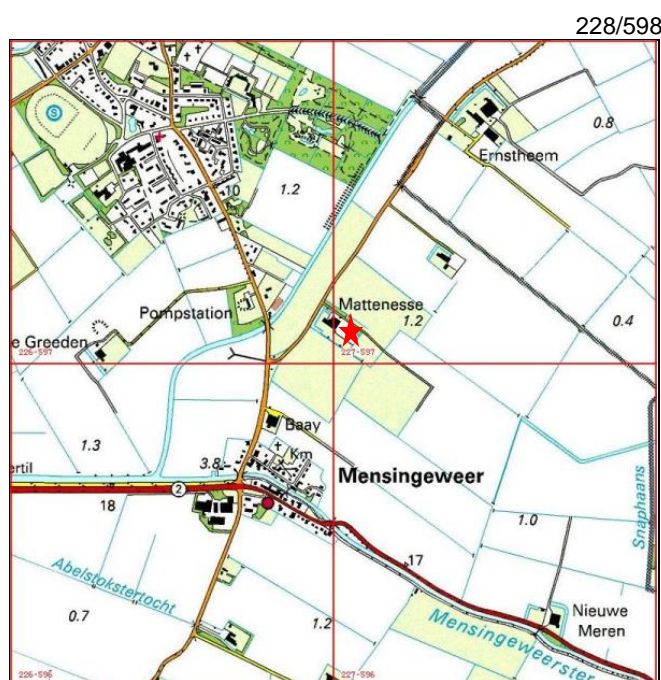 228/598
S
0.8
Ernstheem
10
1.2
Mattenesse
Pompstation
1.2
0.4
e Greeden
226-597
227-597
Baay
1.3
Km
3.8
ertil
Mensingeweer
2
18
1.0
Snaphaans
17
Abelstokstertocht
Nieuwe
Meren
0.7
1.2
Mensingeweerster
226-596
227-596